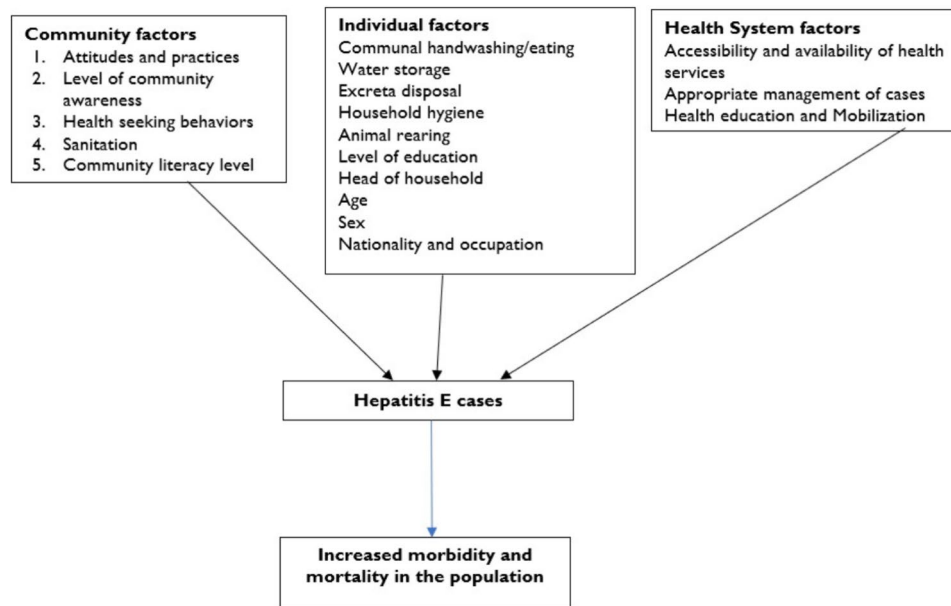 Community factors
1. Attitudes and practices
2. Level of community
awareness
3. Health seeking behaviors
4. Sanitation
5. Community literacy level
Individual factors
Communal handwashing/eating
Water storage
Excreta disposal
Household hygiene
Animal rearing
Level of education
Head of household
Age
Sex
Nationality and occupation
Health System factors
Accessibility and availability of health
services
Appropriate management of cases
Health education and Mobilization
Hepatitis E cases
Increased morbidity and
mortality in the population